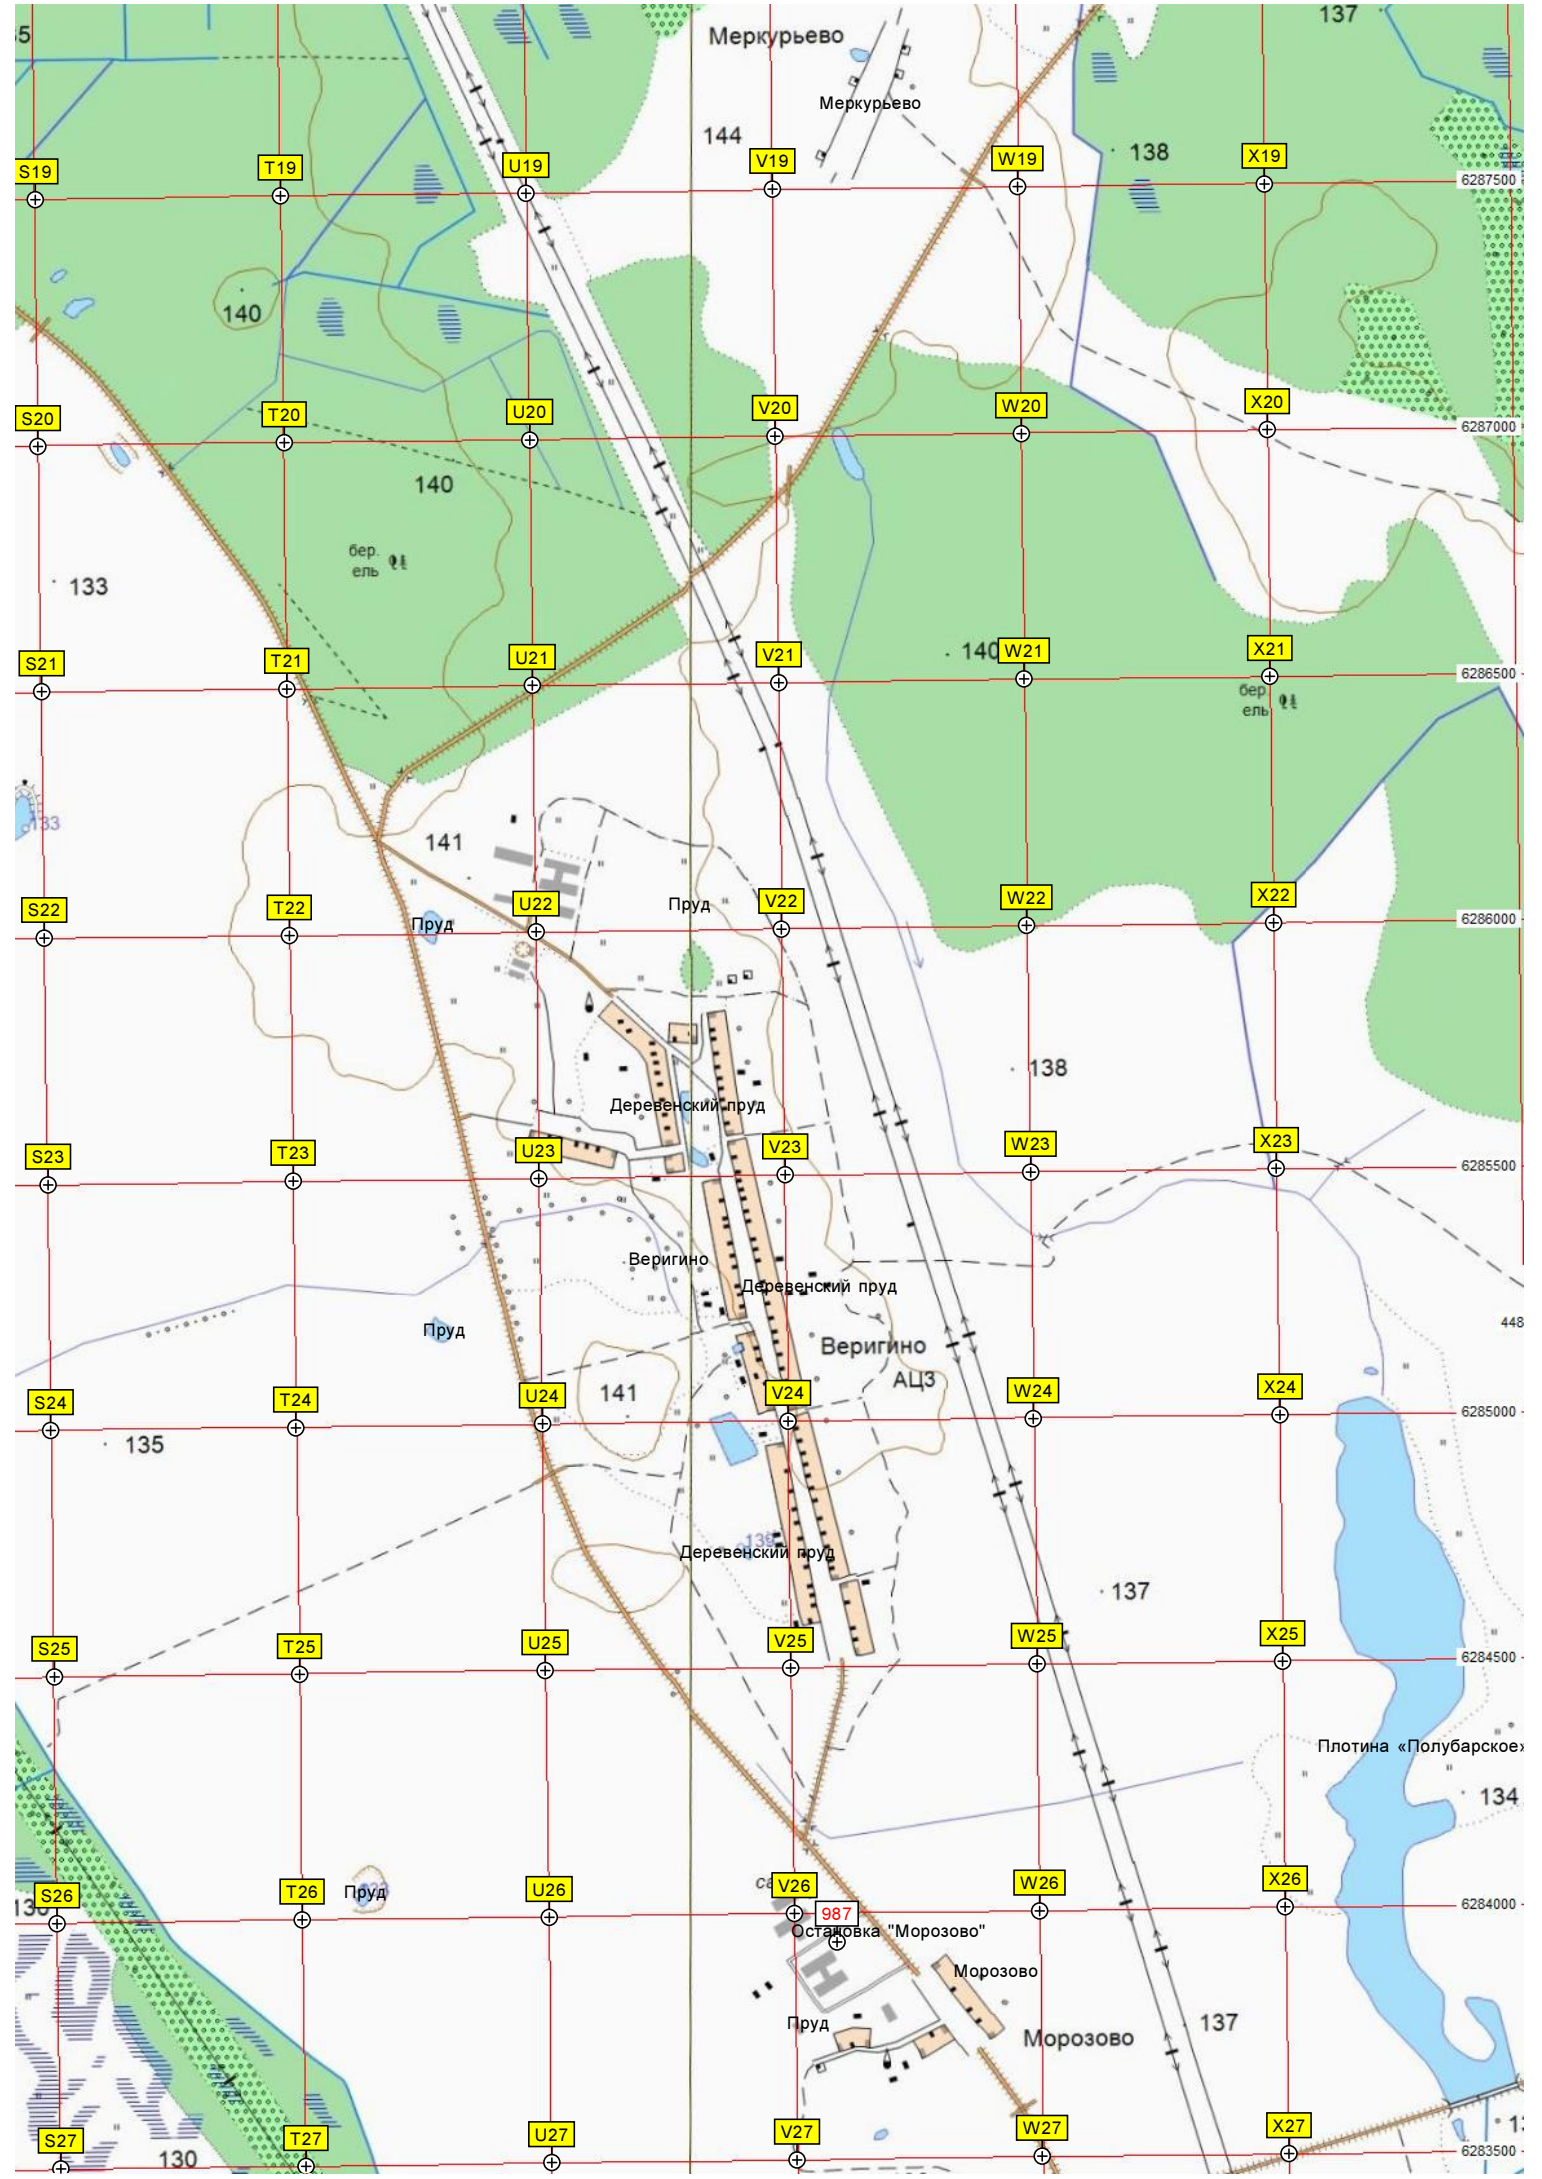 137
Меркурьево
Меркурьево
144
138
S19
T19
U19
V19
W19
X19
6287500
140
S20
T20
U20
V20
W20
X20
6287000
140
бер.
ель
133
S21
T21
U21
V21
140
W21
X21
6286500
бер.
ель
133
141
S22
T22
Пруд
U22
Пруд
V22
W22
X22
6286000
138
Деревенский пруд
S23
T23
U23
V23
W23
X23
6285500
Веригино
Деревенский пруд
Пруд
Веригино
448
АЦЗ
141
S24
T24
U24
V24
W24
X24
6285000
135
139
Деревенский пруд
137
S25
T25
U25
V25
W25
X25
6284500
Плотина «Полубарское»
134
S26
T26
Пруд
U26
V26
W26
X26
130
987
6284000
Остановка "Морозово"
Морозово
Пруд
137
Морозово
S27
130
T27
U27
V27
W27
X27
6283500